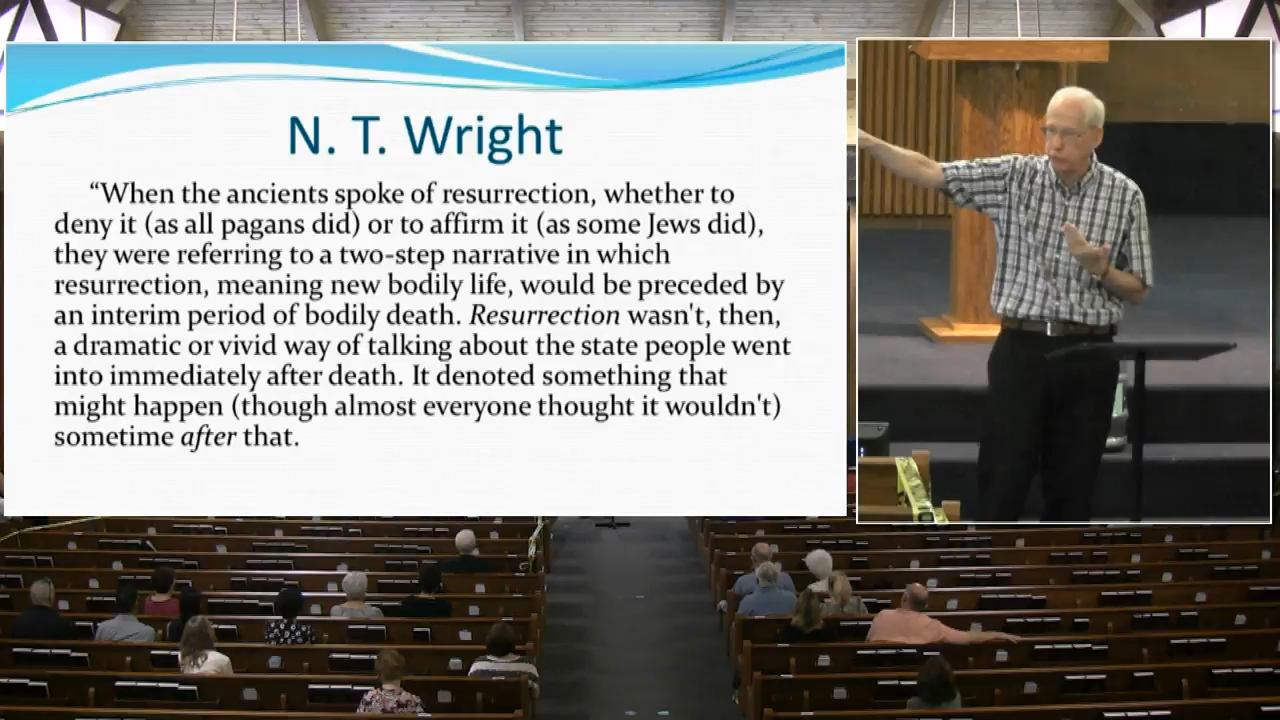 N. T. Wright
“When the ancients spoke of resurrection, whether to
deny it (as all pagans did) or to affirm it (as some Jews did),
they were referring to a two-step narrative in which
resurrection, meaning new bodily life, would be preceded by
an interim period of bodily death. Resurrection wasn't, then,
a dramatic or vivid way of talking about the state people went
into immediately after death. It denoted something that
might happen (though almost everyone thought it wouldn't)
sometime after that.